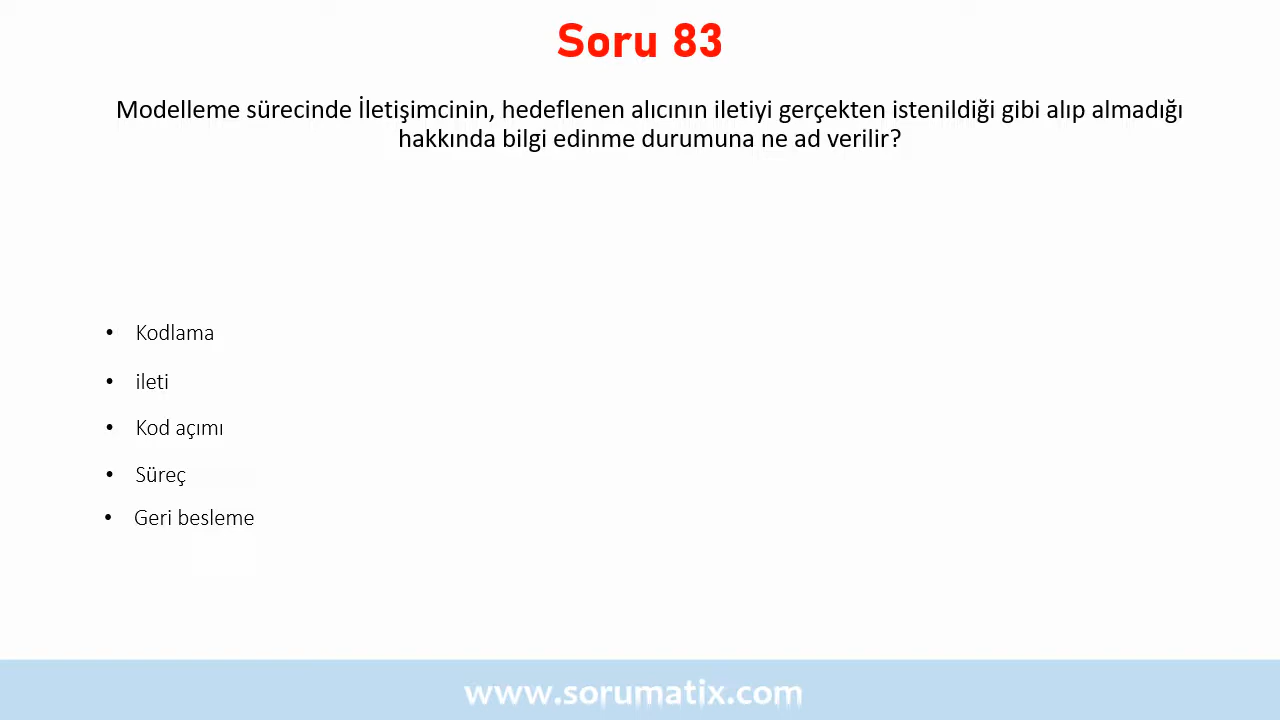 Soru 83
Modelleme sürecinde İletişimcinin, hedeflenen alıcının iletiyi gerçekten istenildiği gibi alıp almadığı
hakkında bilgi edinme durumuna ne ad verilir?
• Kodlama
• ileti
• Kod açımı
• Süreç
• Geri besleme
www.sorumatix.com